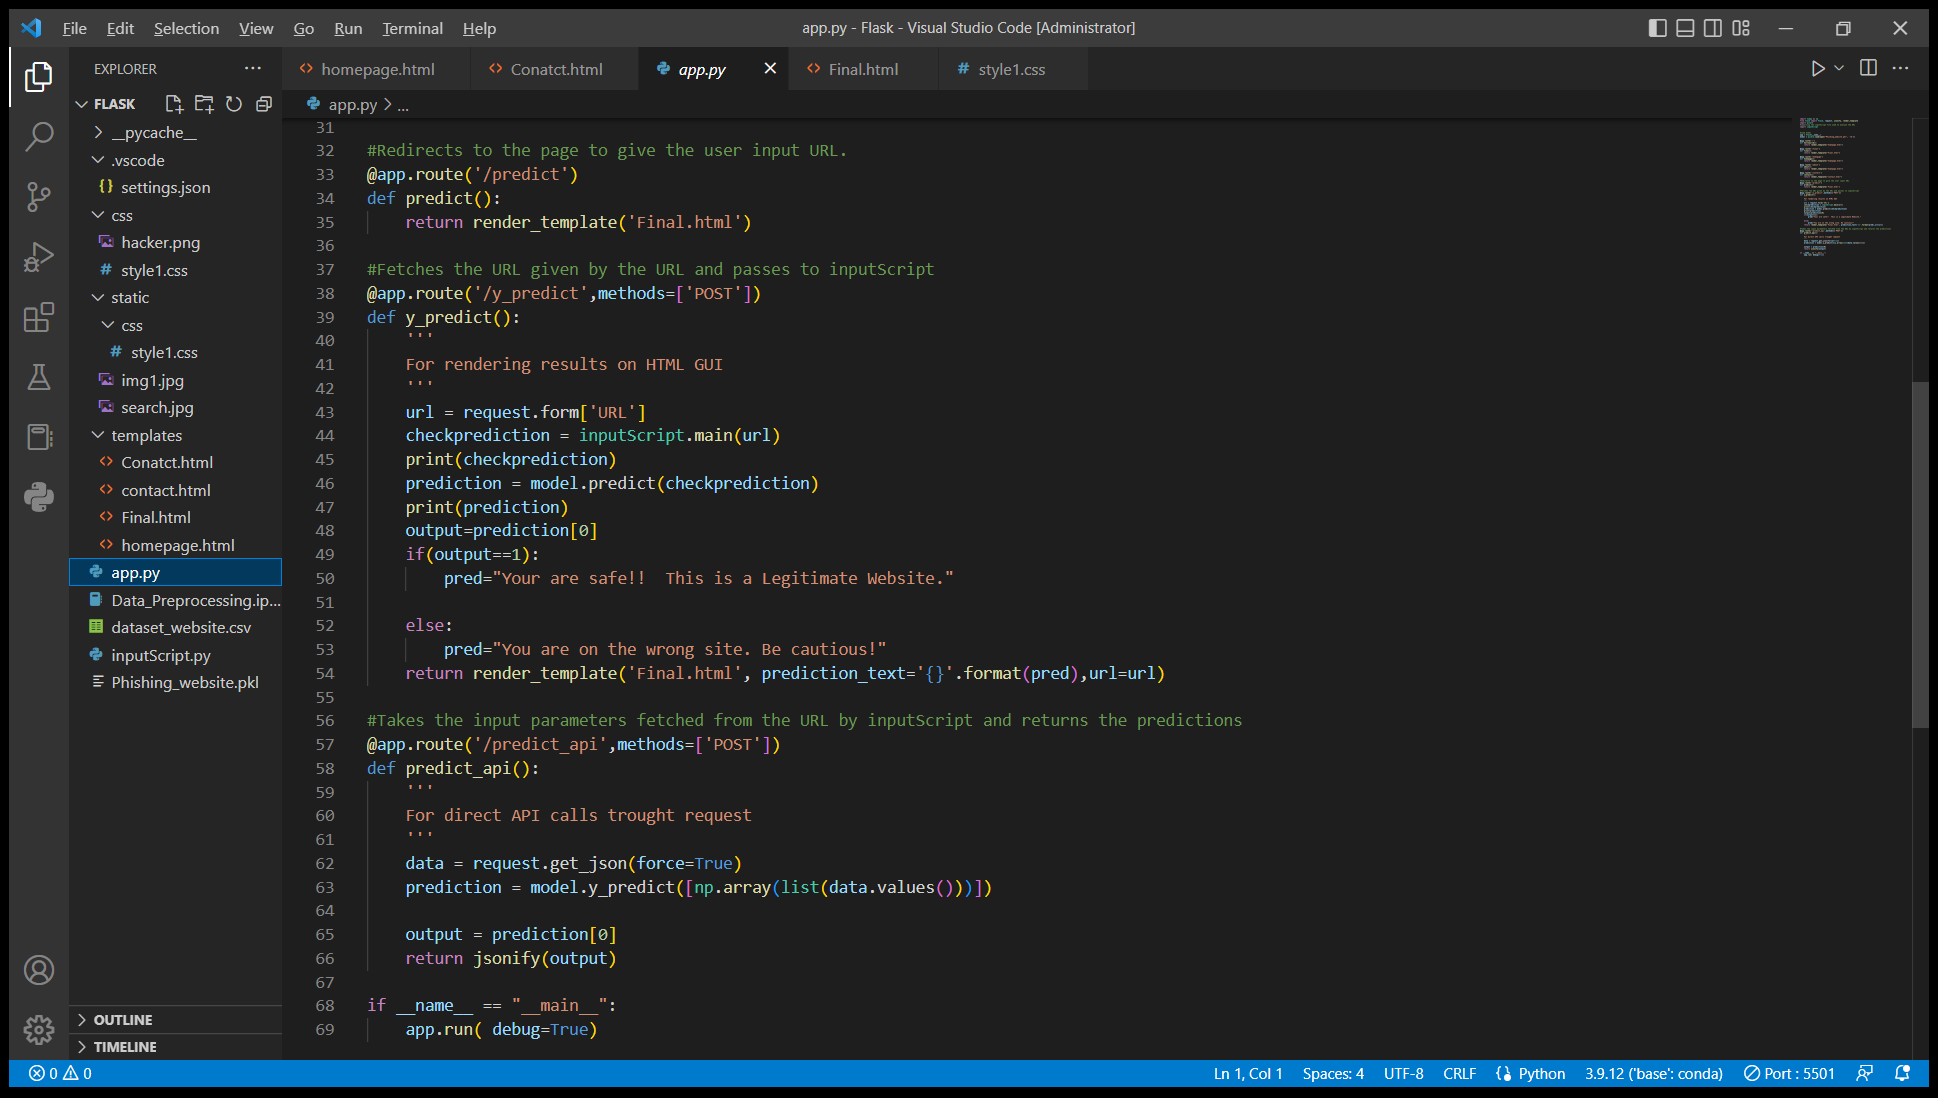 File Edit Selection View Go Run Terminal Help
app.py - Flask - Visual Studio Code [Administrator]
EXPLORER
FLASK
__pycache__
.vscode
{} settings.json
css
hacker.png
# style1.css
static
css
# style1.css
img1.jpg
search.jpg
templates
<> Conatct.html
<> contact.html
<> Final.html
<> homepage.html
app.py
Data_Preprocessing.ip...
dataset_website.csv
inputScript.py
Phishing_website.pkl
OUTLINE
TIMELINE
<> homepage.html
<> Conatct.html
app.py
<> Final.html
# style1.css
app.py > ...
31
32 #Redirects to the page to give the user input URL.
33 @app.route('/predict')
34 def predict():
35     return render_template('Final.html')
36
37 #Fetches the URL given by the URL and passes to inputScript
38 @app.route('/y_predict',methods=['POST'])
39 def y_predict():
40     '''
41     For rendering results on HTML GUI
42     '''
43     url = request.form['URL']
44     checkprediction = inputScript.main(url)
45     print(checkprediction)
46     prediction = model.predict(checkprediction)
47     print(prediction)
48     output=prediction[0]
49     if(output==1):
50         pred="Your are safe!!  This is a Legitimate Website."
51
52     else:
53         pred="You are on the wrong site. Be cautious!"
54     return render_template('Final.html', prediction_text='{}'.format(pred),url=url)
55
56 #Takes the input parameters fetched from the URL by inputScript and returns the predictions
57 @app.route('/predict_api',methods=['POST'])
58 def predict_api():
59     '''
60     For direct API calls trought request
61     '''
62     data = request.get_json(force=True)
63     prediction = model.y_predict([np.array(list(data.values()))])
64
65     output = prediction[0]
66     return jsonify(output)
67
68 if __name__ == "__main__":
69     app.run( debug=True)
0 0
Ln 1, Col 1 Spaces: 4 UTF-8 CRLF Python 3.9.12 ('base': conda) Port : 5501